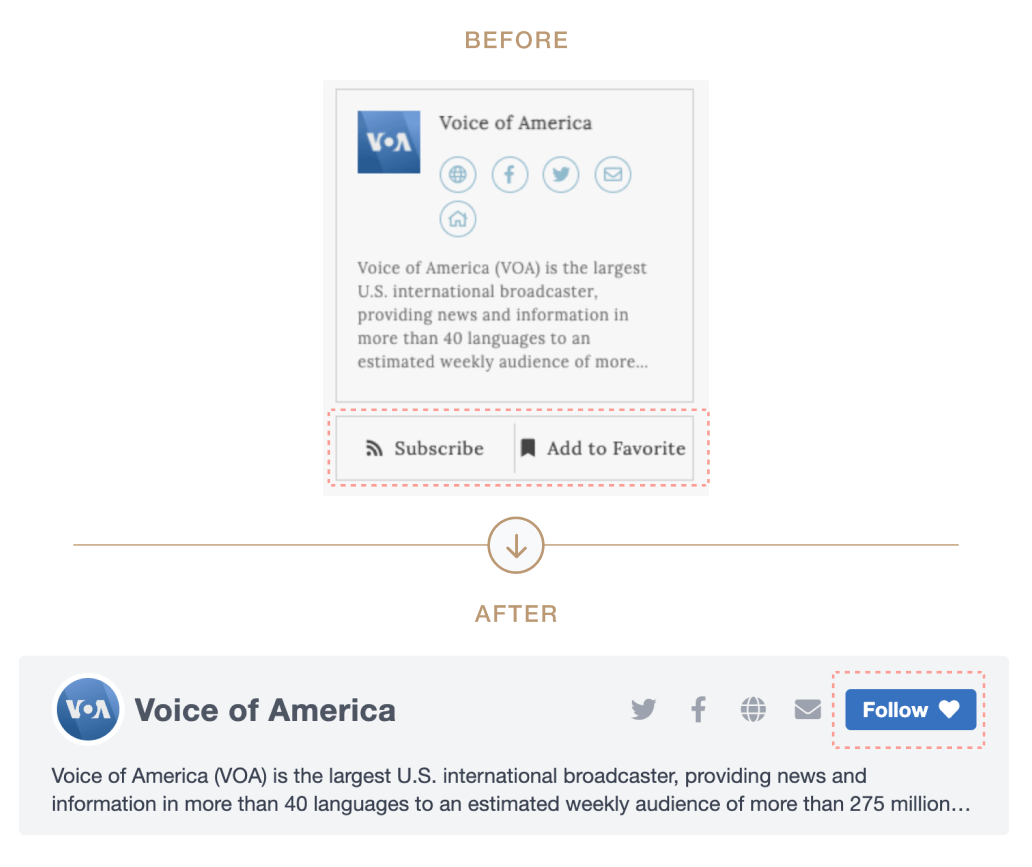 BEFORE
VOA
Voice of America
Voice of America (VOA) is the largest
U.S. international broadcaster,
providing news and information in
more than 40 languages to an
estimated weekly audience of more...
Subscribe
Add to Favorite
AFTER
VOA
Voice of America
Follow
Voice of America (VOA) is the largest U.S. international broadcaster, providing news and
information in more than 40 languages to an estimated weekly audience of more than 275 million…